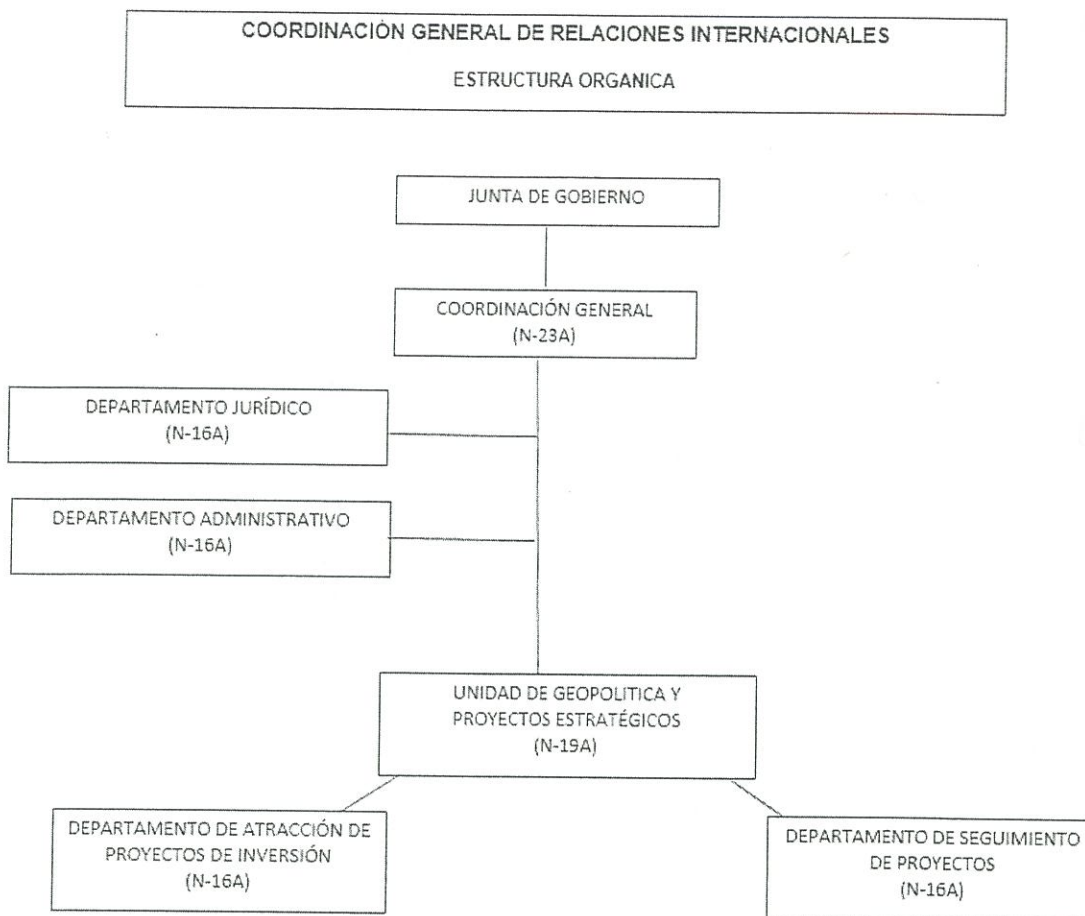 COORDINACIÓN GENERAL DE RELACIONES INTERNACIONALES
ESTRUCTURA ORGANICA
JUNTA DE GOBIERNO
COORDINACIÓN GENERAL
(N-23A)
DEPARTAMENTO JURÍDICO
(N-16A)
DEPARTAMENTO ADMINISTRATIVO
(N-16A)
UNIDAD DE GEOPOLITICA Y
PROYECTOS ESTRATÉGICOS
(N-19A)
DEPARTAMENTO DE ATRACCIÓN DE
PROYECTOS DE INVERSIÓN
(N-16A)
DEPARTAMENTO DE SEGUIMIENTO
DE PROYECTOS
(N-16A)